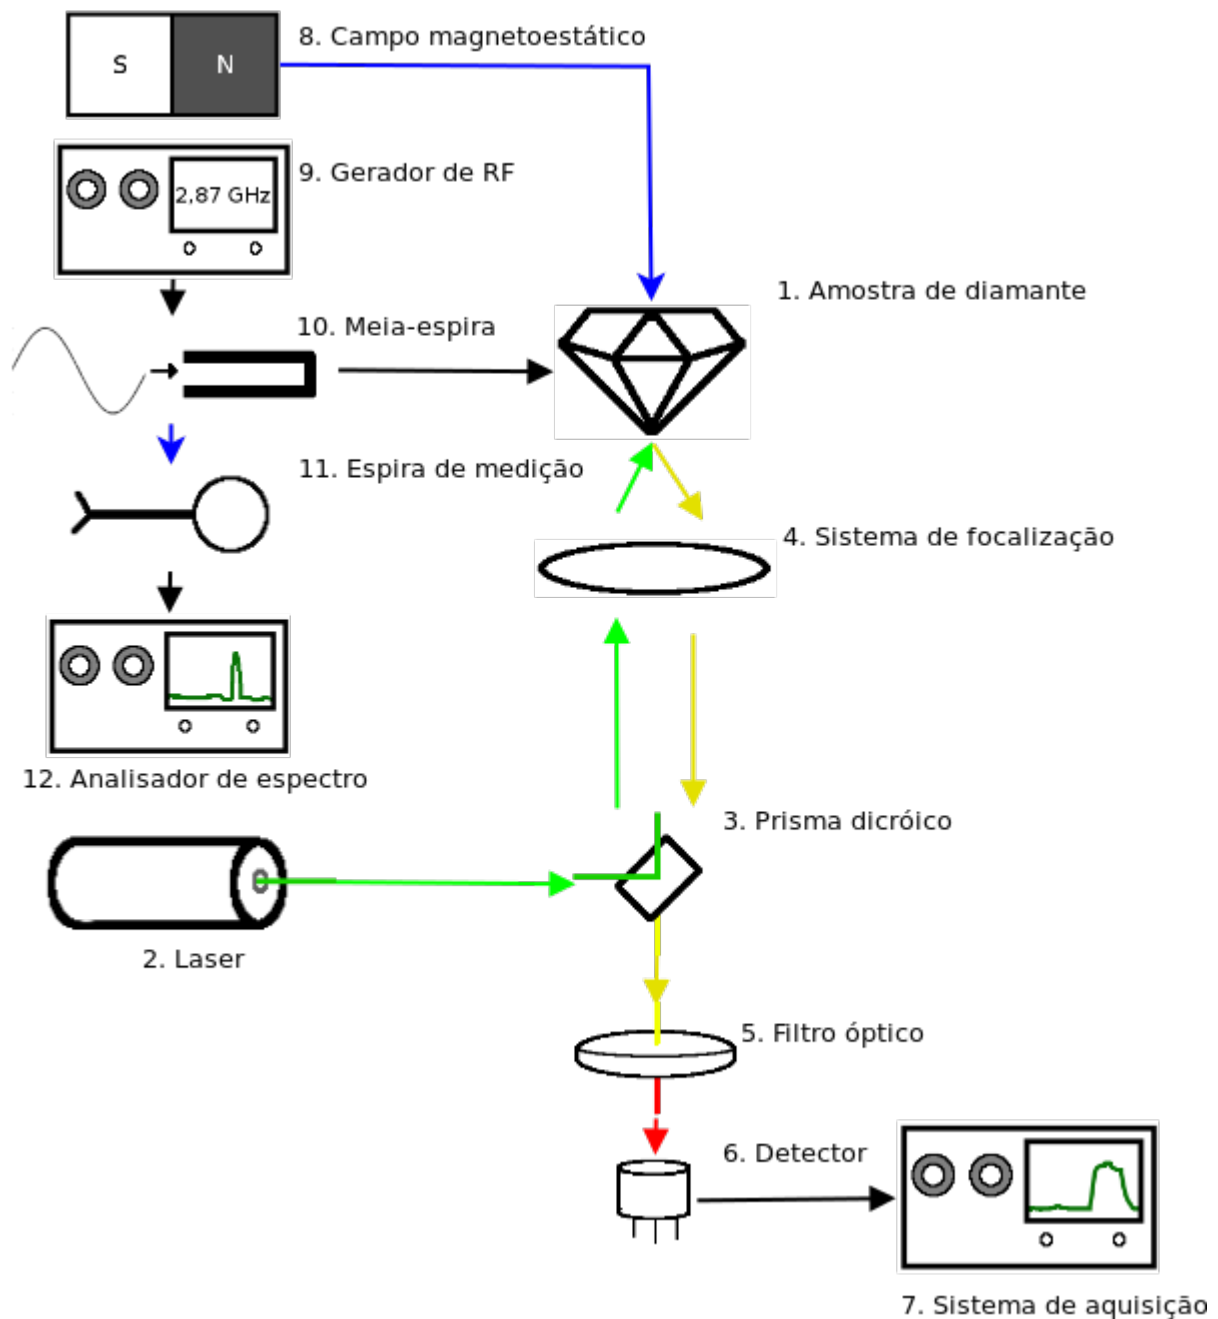 S N
8. Campo magnetoestático
9. Gerador de RF
2,87 GHz
1. Amostra de diamante
10. Meia-espira
11. Espira de medição
4. Sistema de focalização
12. Analisador de espectro
3. Prisma dicróico
2. Laser
5. Filtro óptico
6. Detector
7. Sistema de aquisição